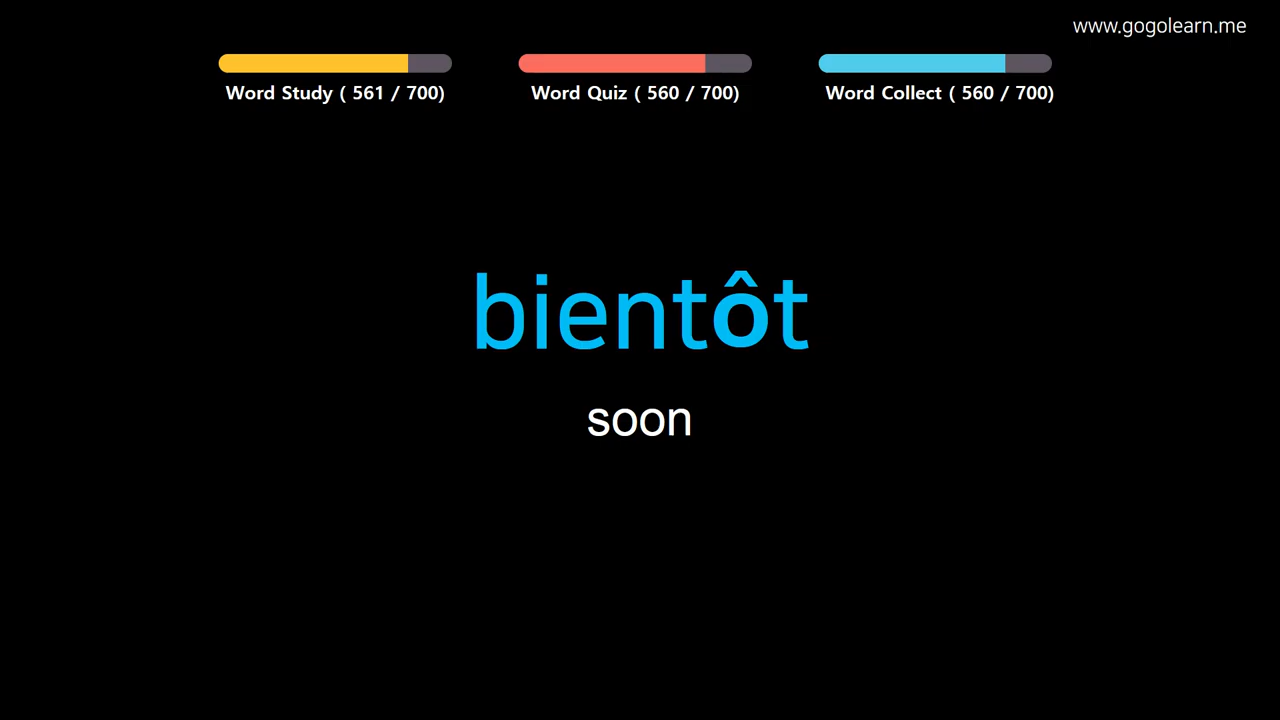 www.gogolearn.me
Word Study ( 561 / 700)
Word Quiz ( 560 / 700)
Word Collect ( 560 / 700)
bientôt
soon